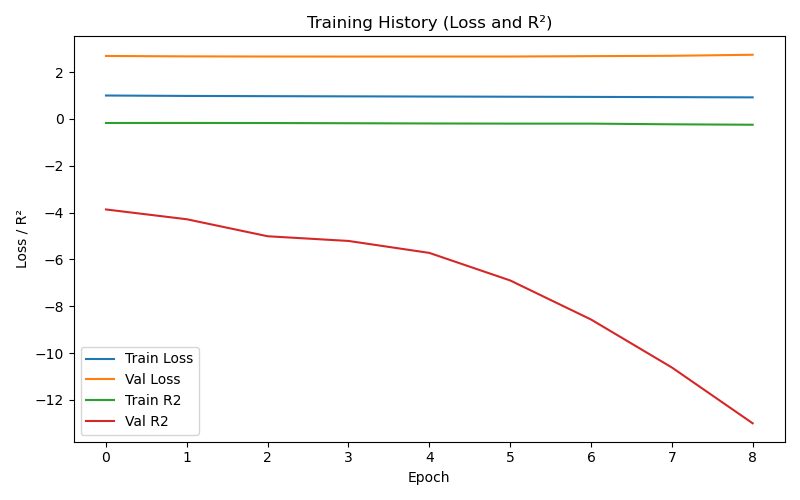 Training History (Loss and R²)
Loss / R²
2
0
−2
−4
−6
−8
−10
−12
Train Loss
Val Loss
Train R2
Val R2
0 1 2 3 4 5 6 7 8
Epoch